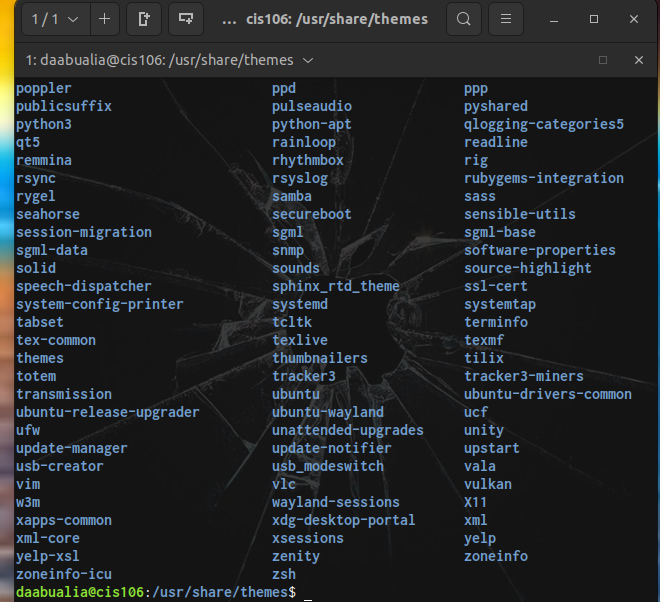 1 / 1 ... cis106: /usr/share/themes
1: daabualia@cis106: /usr/share/themes
poppler ppd ppp
publicsuffix pulseaudio pyshared
python3 python-apt qlogging-categories5
qt5 rainloop readline
remmina rhythmbox rig
rsync rsyslog rubygems-integration
rygel samba sass
seahorse secureboot sensible-utils
session-migration sgml sgml-base
sgml-data snmp software-properties
solid sounds source-highlight
speech-dispatcher sphinx_rtd_theme ssl-cert
system-config-printer systemd systemtap
tabset tcltk terminfo
tex-common texlive texmf
themes thumbnailers tilix
totem tracker3 tracker3-miners
transmission ubuntu ubuntu-drivers-common
ubuntu-release-upgrader ubuntu-wayland ucf
ufw unattended-upgrades unity
update-manager update-notifier upstart
usb-creator usb_modeswitch vala
vim vlc vulkan
w3m wayland-sessions X11
xapps-common xdg-desktop-portal xml
xml-core xsessions yelp
yelp-xsl zenity zoneinfo
zoneinfo-icu zsh
daabualia@cis106:/usr/share/themes$